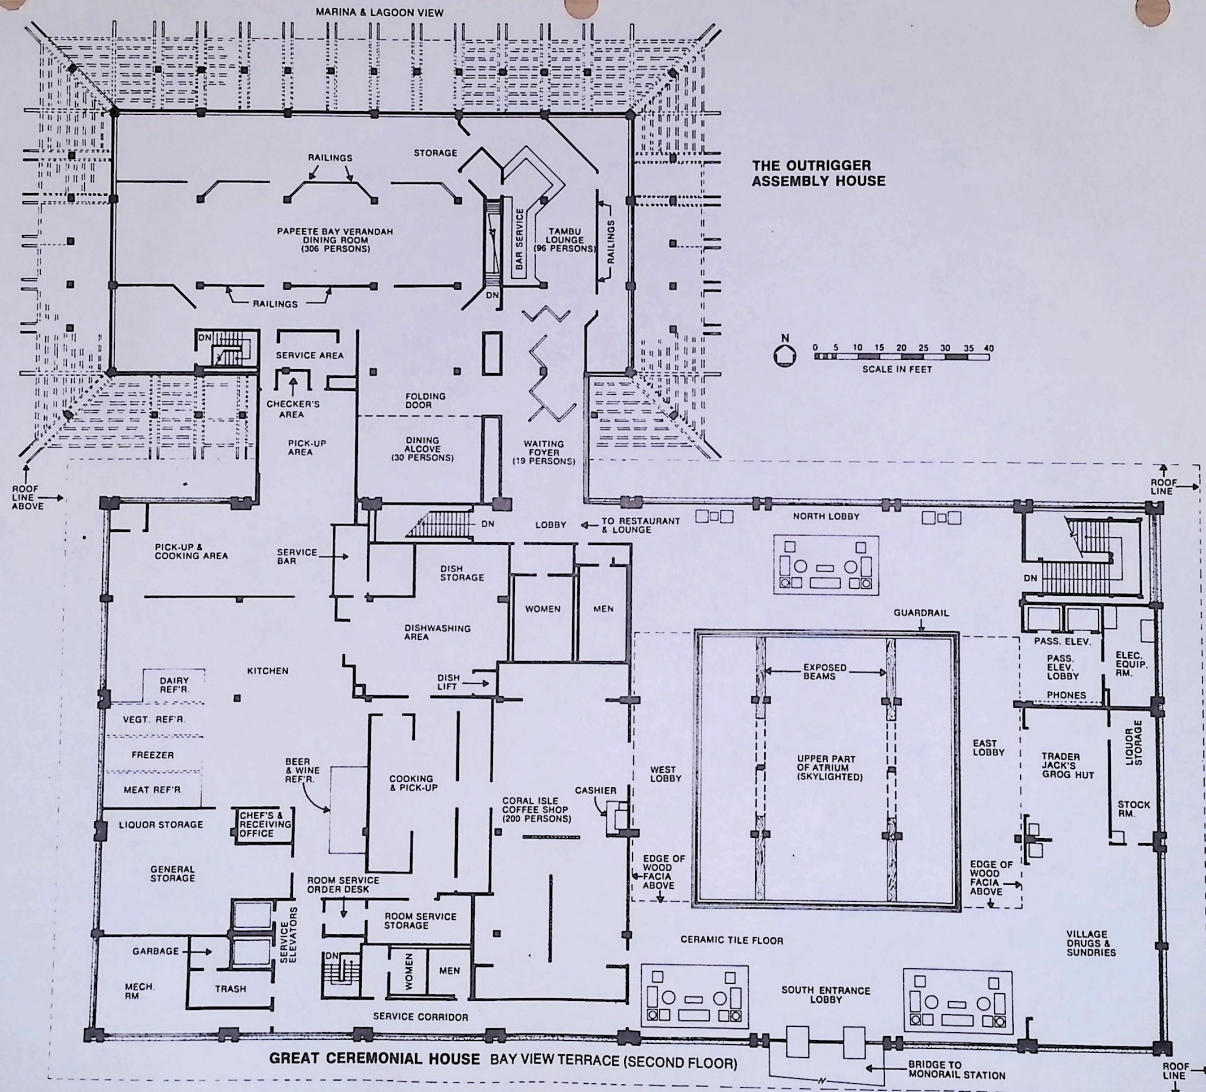 MARINA & LAGOON VIEW
RAILINGS
STORAGE
THE OUTRIGGER
ASSEMBLY HOUSE
PAPEETE BAY VERANDAH
DINING ROOM
(306 PERSONS)
BAR SERVICE
TAMBU
LOUNGE
(96 PERSONS)
RAILINGS
DN
RAILINGS
DN
SERVICE AREA
N
0 5 10 15 20 25 30 35 40
SCALE IN FEET
CHECKER'S
AREA
FOLDING
DOOR
PICK-UP
AREA
DINING
ALCOVE
(30 PERSONS)
WAITING
FOYER
(19 PERSONS)
ROOF
LINE
ABOVE
ROOF
LINE
DN
LOBBY
TO RESTAURANT
& LOUNGE
NORTH LOBBY
PICK-UP &
COOKING AREA
SERVICE
BAR
DISH
STORAGE
DN
WOMEN
MEN
GUARDRAIL
DISHWASHING
AREA
PASS. ELEV.
PASS.
ELEV.
LOBBY
ELEC.
EQUIP.
RM.
KITCHEN
EXPOSED
BEAMS
DISH
LIFT
PHONES
DAIRY
REF'R.
VEGT. REF'R.
FREEZER
MEAT REF'R.
BEER
& WINE
REF'R.
COOKING
& PICK-UP
WEST
LOBBY
UPPER PART
OF ATRIUM
(SKYLIGHTED)
EAST
LOBBY
TRADER
JACK'S
GROG HUT
LIQUOR
STORAGE
STOCK
RM.
CASHIER
CORAL ISLE
COFFEE SHOP
(200 PERSONS)
LIQUOR STORAGE
CHEF'S &
RECEIVING
OFFICE
GENERAL
STORAGE
EDGE OF
WOOD
FACIA
ABOVE
EDGE OF
WOOD
FACIA
ABOVE
ROOM SERVICE
ORDER DESK
ROOM SERVICE
STORAGE
SERVICE
ELEVATORS
GARBAGE
DN
WOMEN
MEN
CERAMIC TILE FLOOR
VILLAGE
DRUGS &
SUNDRIES
MECH.
RM
TRASH
SOUTH ENTRANCE
LOBBY
SERVICE CORRIDOR
GREAT CEREMONIAL HOUSE BAY VIEW TERRACE (SECOND FLOOR)
BRIDGE TO
MONORAIL STATION
ROOF
LINE